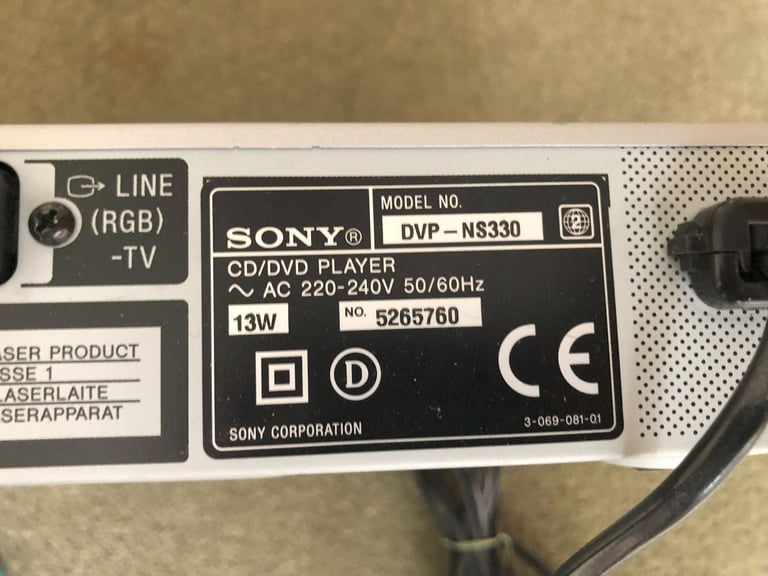 LINE
(RGB)
-TV
ASER PRODUCT
SSE 1
LASERLAITE
SERAPPARAT
SONY®
MODEL NO.
DVP-NS330
2
CD/DVD PLAYER
~ AC 220-240V 50/60Hz
13W
NO. 5265760
D
CE
SONY CORPORATION
3-069-081-01